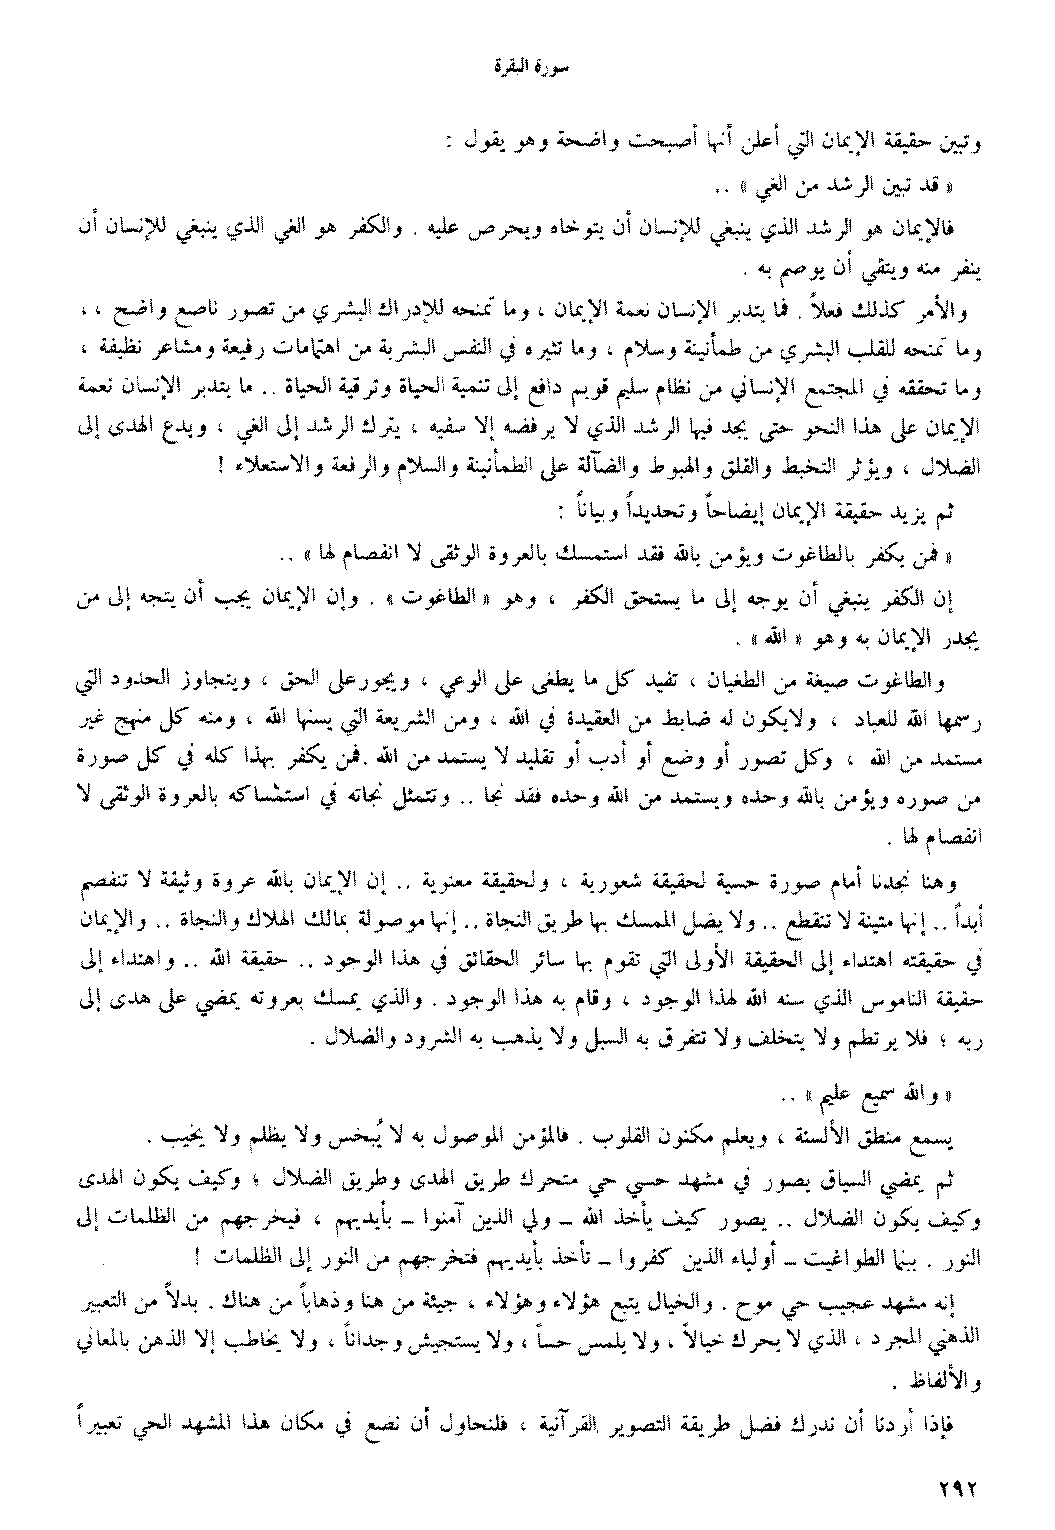 سورة البقرة
وتبين حقيقة الإيمان التي أعلن أنها أصبحت واضحة وهو يقول :
« قد تبين الرشد من الغي » ..
فالإيمان هو الرشد الذي ينبغي للإنسان أن يتوخاه ويحرص عليه . والكفر هو الغي الذي ينبغي للإنسان أن
ينفر منه ويتقي أن يوصم به .
والأمر كذلك فعلاً . فما يتدبر الإنسان نعمة الإيمان ، وما تمنحه للإدراك البشري من تصور ناصع واضح ، ،
وما تمنحه للقلب البشري من طمأنينة وسلام ، وما تثيره في النفس البشرية من اهتمامات رفيعة ومشاعر نظيفة ،
وما تحققه في المجتمع الإنساني من نظام سليم قويم دافع إلى تنمية الحياة وترقية الحياة .. ما يتدبر الإنسان نعمة
الإيمان على هذا النحو حتى يجد فيها الرشد الذي لا يرفضه إلا سفيه ، يترك الرشد إلى الغي ، ويدع الهدى إلى
الضلال ، ويؤثر التخبط والقلق والهبوط والضآلة على الطمأنينة والسلام والرفعة والاستعلاء !
ثم يزيد حقيقة الإيمان إيضاحاً وتحديداً وبياناً :
« فمن يكفر بالطاغوت ويؤمن بالله فقد استمسك بالعروة الوثقى لا انفصام لها » ..
إن الكفر ينبغي أن يوجه إلى ما يستحق الكفر ، وهو « الطاغوت » . وإن الإيمان يجب أن يتجه إلى من
يجدر الإيمان به وهو « الله » .
والطاغوت صيغة من الطغيان ، تفيد كل ما يطغى على الوعي ، ويجور على الحق ، ويتجاوز الحدود التي
رسمها الله للعباد ، ولا يكون له ضابط من العقيدة في الله ، ومن الشريعة التي يسنها الله ، ومنه كل منهج غير
مستمد من الله ، وكل تصور أو وضع أو أدب أو تقليد لا يستمد من الله .فمن يكفر بهذا كله في كل صورة
من صوره ويؤمن بالله وحده ويستمد من الله وحده فقد نجا .. وتتمثل نجاته في استمساكه بالعروة الوثقى لا
انفصام لها .
وهنا نجدنا أمام صورة حسية لحقيقة شعورية ، ولحقيقة معنوية .. إن الإيمان بالله عروة وثيقة لا تنفصم
أبداً .. إنها متينة لا تنقطع .. ولا يضل الممسك بها طريق النجاة .. إنها موصولة بمالك الهلاك والنجاة .. والإيمان
في حقيقته اهتداء إلى الحقيقة الأولى التي تقوم بها سائر الحقائق في هذا الوجود .. حقيقة الله .. واهتداء إلى
حقيقة الناموس الذي سنه الله لهذا الوجود ، وقام به هذا الوجود . والذي يمسك بعروته يمضي على هدى إلى
ربه ؛ فلا يرتطم ولا يتخلف ولا تتفرق به السبل ولا يذهب به الشرود والضلال .
« والله سميع عليم » ..
يسمع منطق الألسنة ، ويعلم مكنون القلوب . فالمؤمن الموصول به لا يُبخس ولا يظلم ولا يخيب .
ثم يمضي السياق يصور في مشهد حسي حي متحرك طريق الهدى وطريق الضلال ؛ وكيف يكون الهدى
وكيف يكون الضلال .. يصور كيف يأخذ الله – ولي الذين آمنوا – بأيديهم ، فيخرجهم من الظلمات إلى
النور . بينما الطواغيت – أولياء الذين كفروا – تأخذ بأيديهم فتخرجهم من النور إلى الظلمات !
إنه مشهد عجيب حي موح . والخيال يتبع هؤلاء وهؤلاء ، جيئة من هنا وذهاباً من هناك . بدلاً من التعبير
الذهني المجرد ، الذي لا يحرك خيالاً ، ولا يلمس حساً ، ولا يستجيش وجداناً ، ولا يخاطب إلا الذهن بالمعاني
والألفاظ .
فإذا أردنا أن ندرك فضل طريقة التصوير القرآنية ، فلنحاول أن نضع في مكان هذا المشهد الحي تعبيراً
٢٩٢